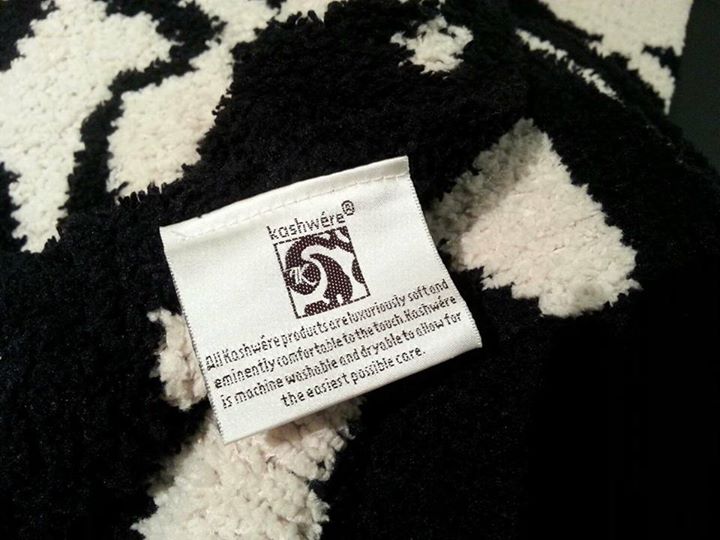 kashwére®
K
All Kashwére products are luxuriously soft and
eminently comfortable to the touch. Kashwére
is machine washable and dryable to allow for
the easiest possible care.